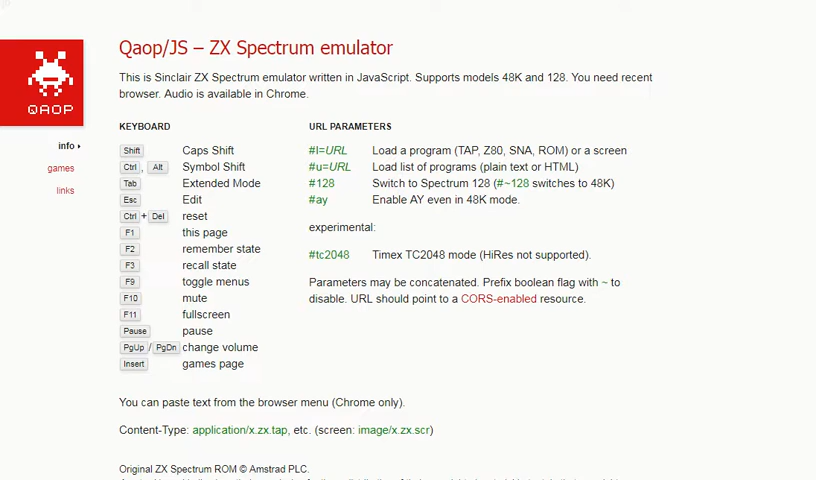 Qaop/JS – ZX Spectrum emulator
This is Sinclair ZX Spectrum emulator written in JavaScript. Supports models 48K and 128. You need recent
browser. Audio is available in Chrome.
QAOP
info
games
links
KEYBOARD
Shift Caps Shift
Ctrl, Alt Symbol Shift
Tab Extended Mode
Esc Edit
Ctrl + Del reset
F1 this page
F2 remember state
F3 recall state
F9 toggle menus
F10 mute
F11 fullscreen
Pause pause
PgUp / PgDn change volume
Insert games page
URL PARAMETERS
#l=URL Load a program (TAP, Z80, SNA, ROM) or a screen
#u=URL Load list of programs (plain text or HTML)
#128 Switch to Spectrum 128 (#~128 switches to 48K)
#ay Enable AY even in 48K mode.
experimental:
#tc2048 Timex TC2048 mode (HiRes not supported).
Parameters may be concatenated. Prefix boolean flag with ~ to
disable. URL should point to a CORS-enabled resource.
You can paste text from the browser menu (Chrome only).
Content-Type: application/x.zx.tap, etc. (screen: image/x.zx.scr)
Original ZX Spectrum ROM © Amstrad PLC.